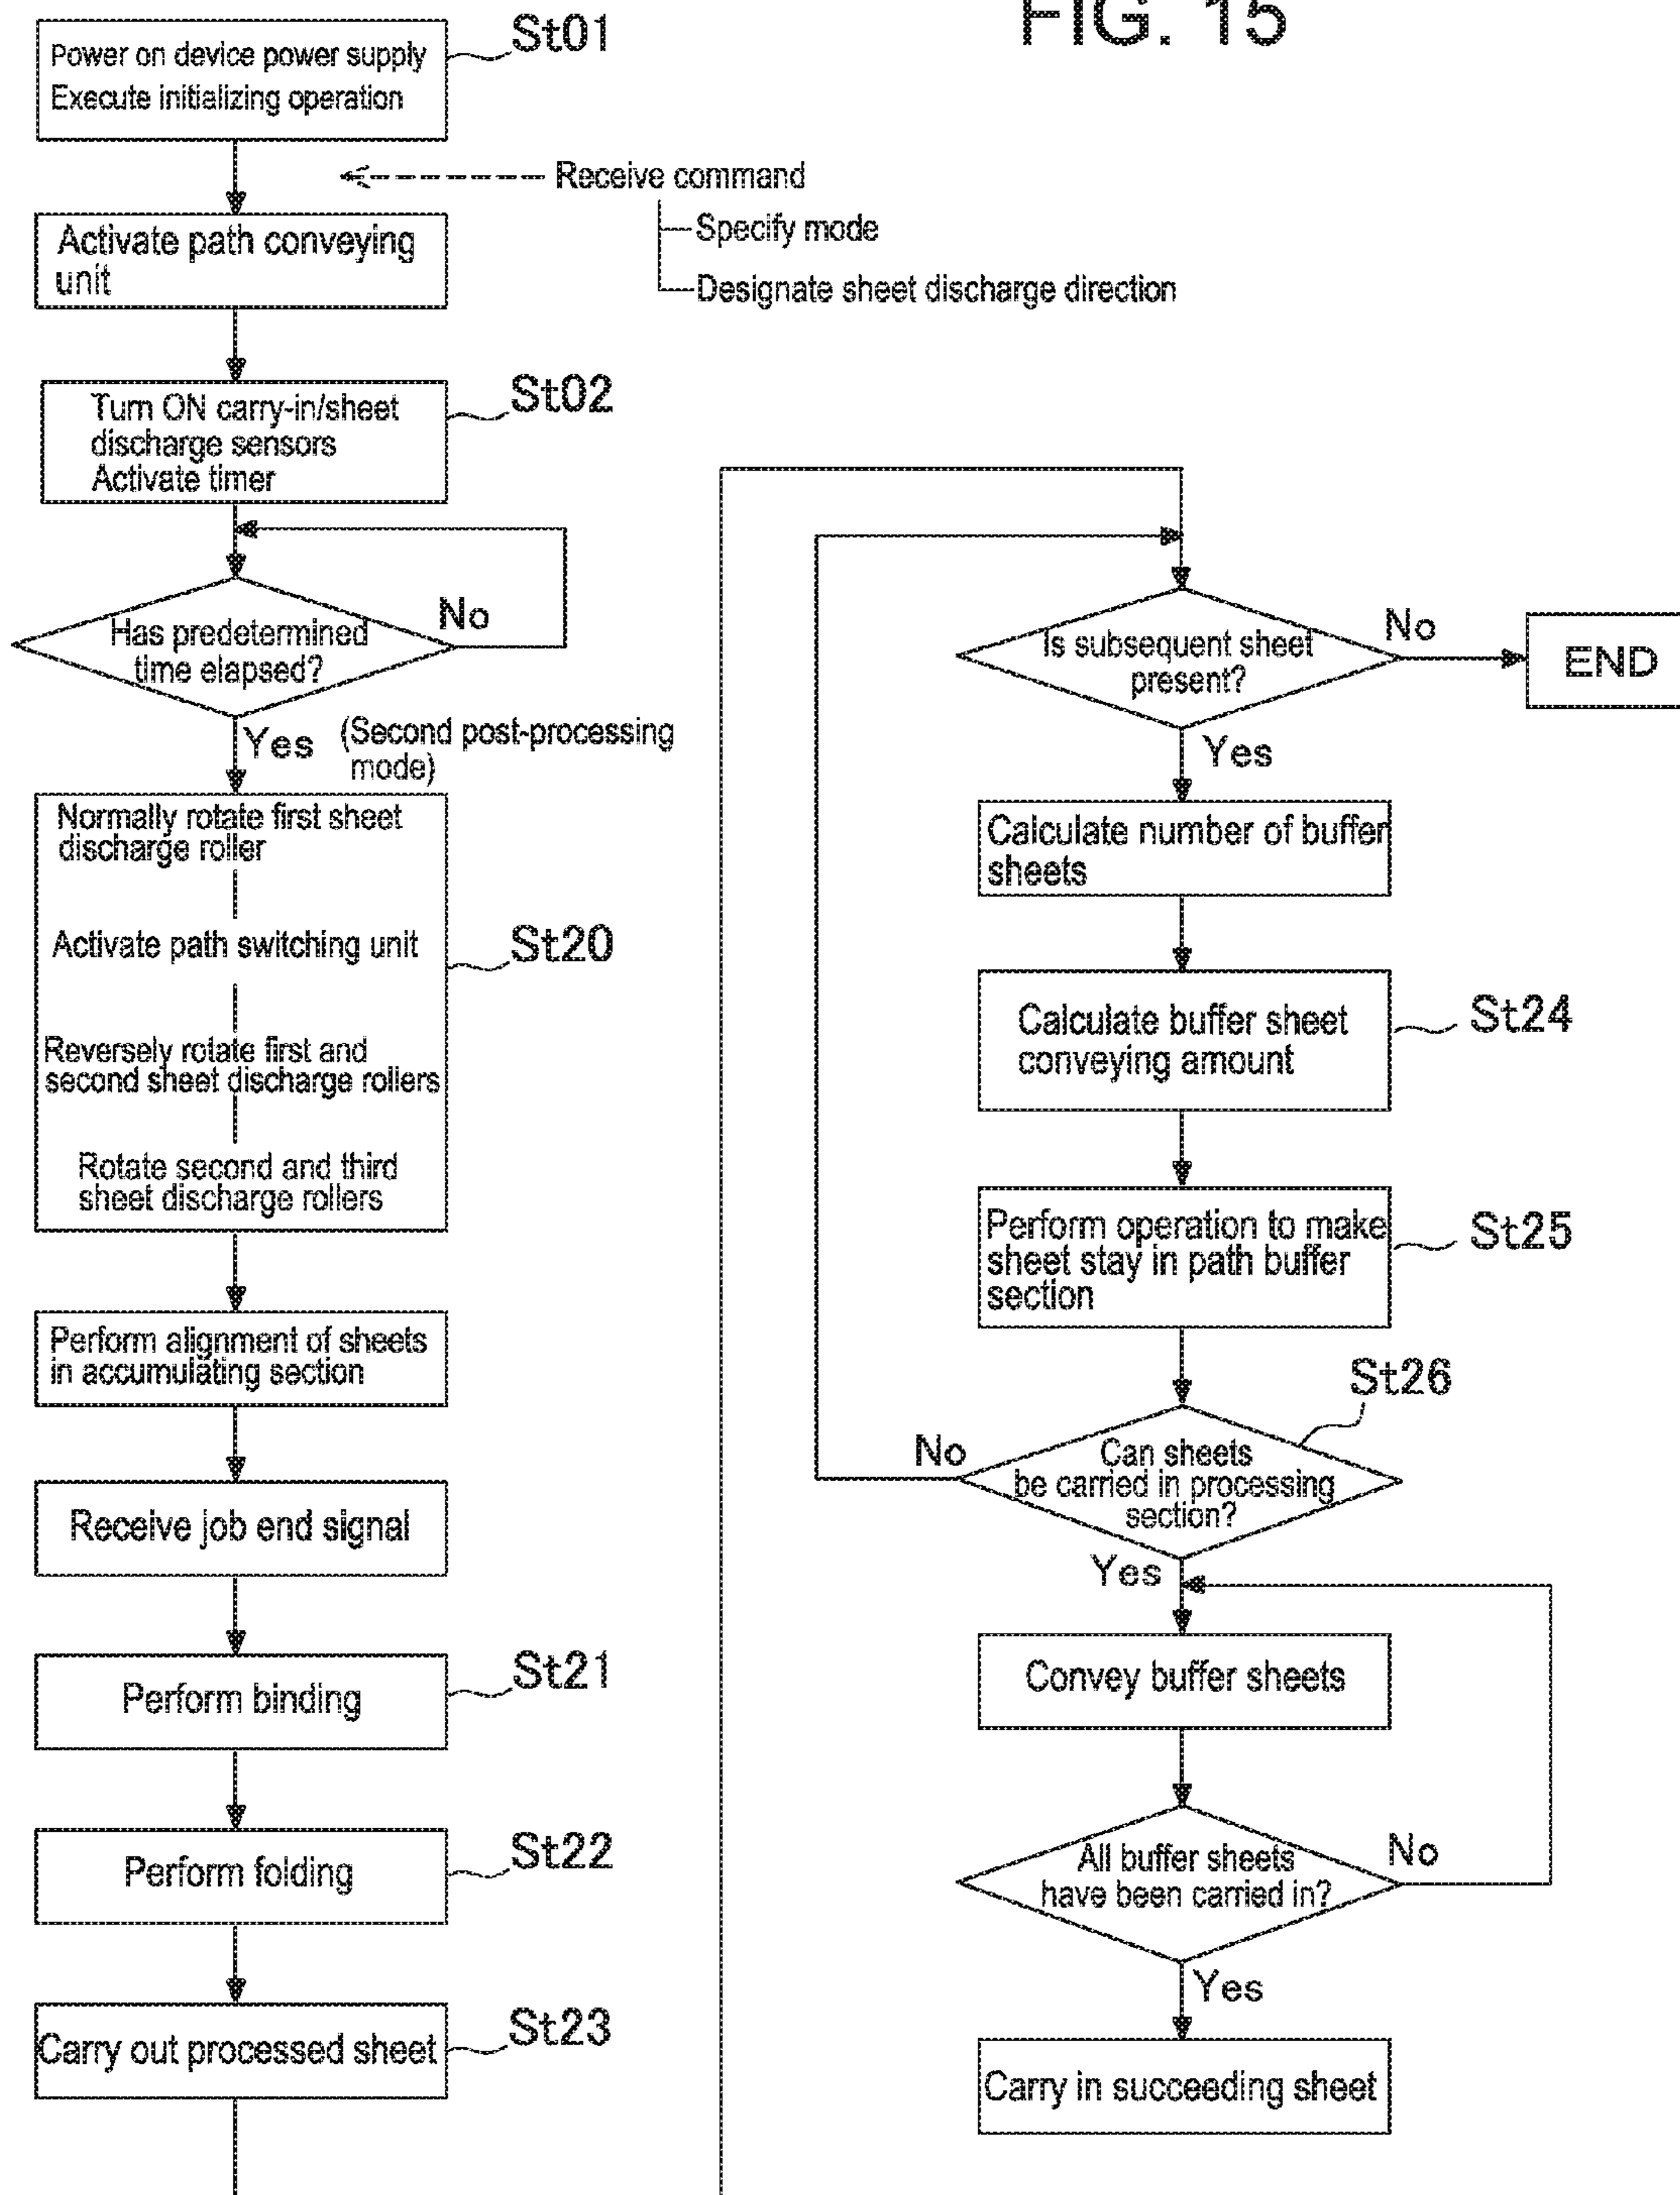 FIG. 15
Power on device power supply
Execute initializing operation
St01
Receive command
Specify mode
Designate sheet discharge direction
Activate path conveying
unit
Turn ON carry-in/sheet
discharge sensors
Activate timer
St02
Has predetermined
time elapsed?
No
Yes
(Second post-processing
mode)
Normally rotate first sheet
discharge roller
Activate path switching unit
Reversely rotate first and
second sheet discharge rollers
Rotate second and third
sheet discharge rollers
St20
Perform alignment of sheets
in accumulating section
Receive job end signal
Perform binding
St21
Perform folding
St22
Carry out processed sheet
St23
Is subsequent sheet
present?
No
END
Yes
Calculate number of buffer
sheets
Calculate buffer sheet
conveying amount
St24
Perform operation to make
sheet stay in path buffer
section
St25
St26
Can sheets
be carried in processing
section?
No
Yes
Convey buffer sheets
All buffer sheets
have been carried in?
No
Yes
Carry in succeeding sheet